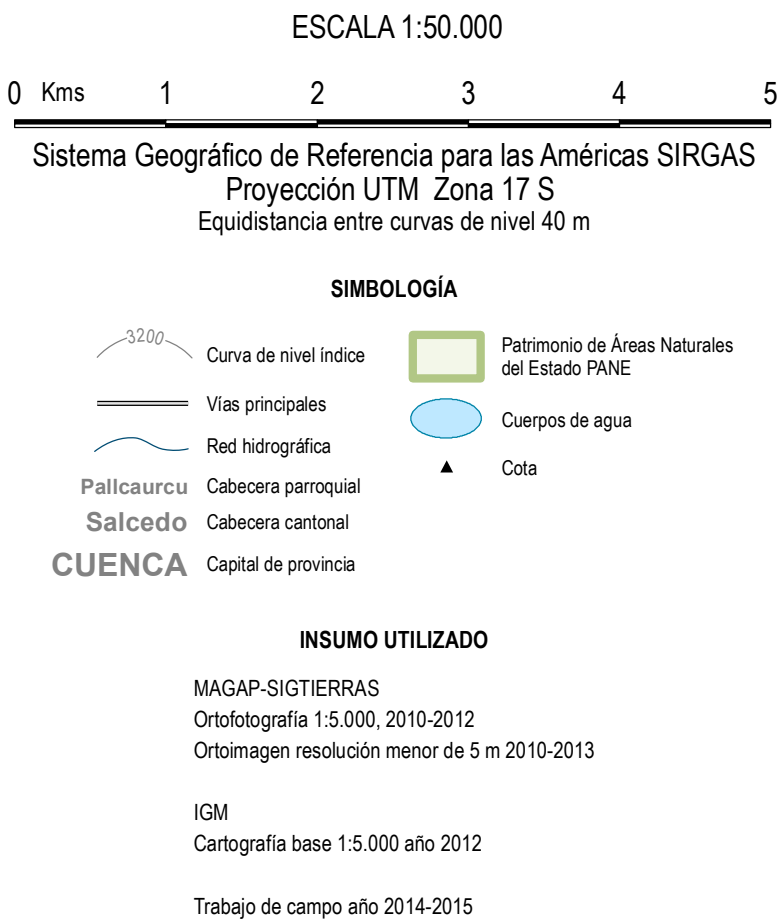 ESCALA 1:50.000
0 Kms 1 2 3 4 5
Sistema Geográfico de Referencia para las Américas SIRGAS
Proyección UTM Zona 17 S
Equidistancia entre curvas de nivel 40 m
SIMBOLOGÍA
3200
Curva de nivel índice
Vías principales
Red hidrográfica
Pallcaurcu Cabecera parroquial
Salcedo Cabecera cantonal
CUENCA Capital de provincia
Patrimonio de Áreas Naturales
del Estado PANE
Cuerpos de agua
Cota
INSUMO UTILIZADO
MAGAP-SIGTIERRAS
Ortofotografía 1:5.000, 2010-2012
Ortoimagen resolución menor de 5 m 2010-2013
IGM
Cartografía base 1:5.000 año 2012
Trabajo de campo año 2014-2015